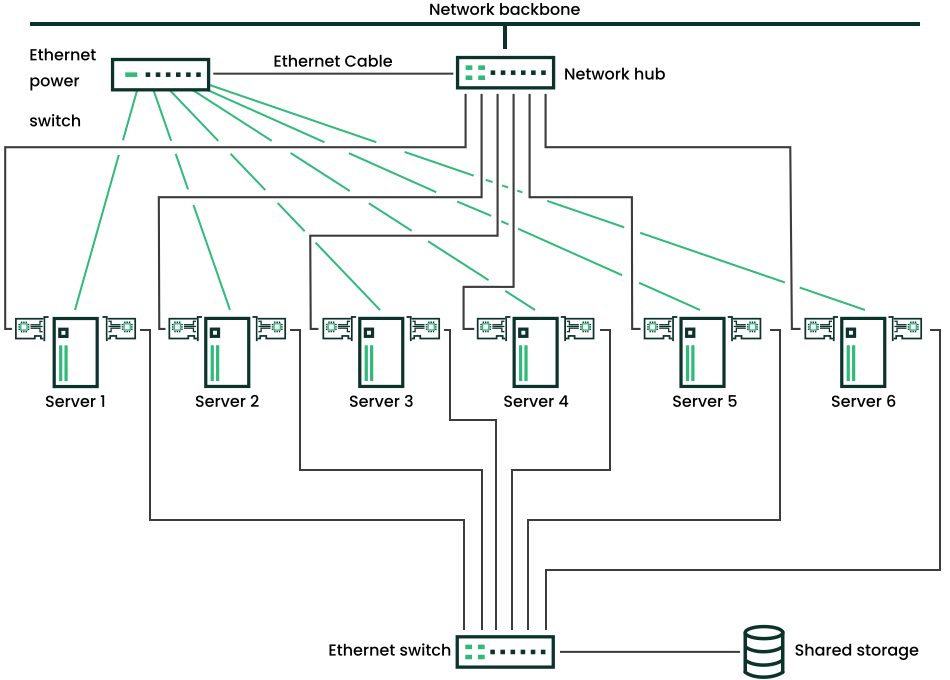 Network backbone
Ethernet
power
switch
Ethernet Cable
Network hub
Server 1
Server 2
Server 3
Server 4
Server 5
Server 6
Ethernet switch
Shared storage